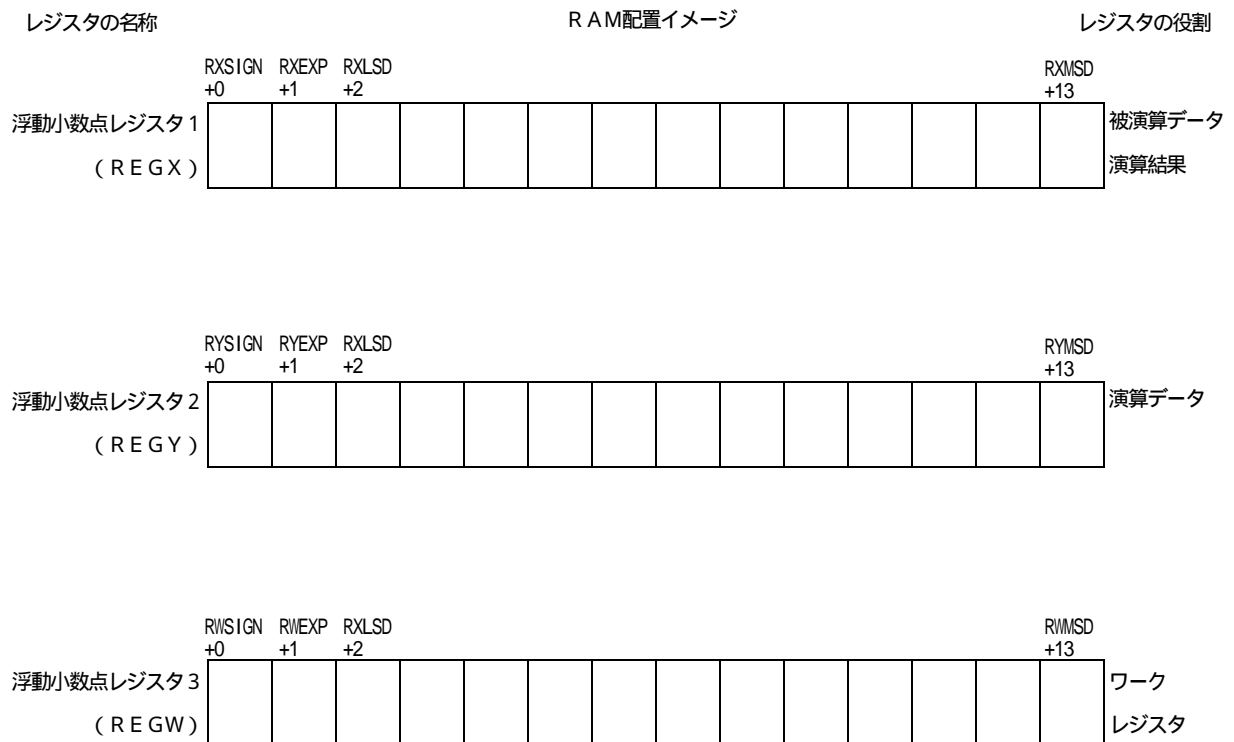 レジスタの名称 RAM配置イメージ レジスタの役割
RXSIGN RXEXP RXLSD RXMSD
+0 +1 +2 +13
浮動小数点レジスタ1 被演算データ
(REGX) 演算結果
RYSIGN RYEXP RXLSD RYMSD
+0 +1 +2 +13
浮動小数点レジスタ2 演算データ
(REGY)
RWSIGN RWEXP RXLSD RWMSD
+0 +1 +2 +13
浮動小数点レジスタ3 ワーク
(REGW) レジスタ